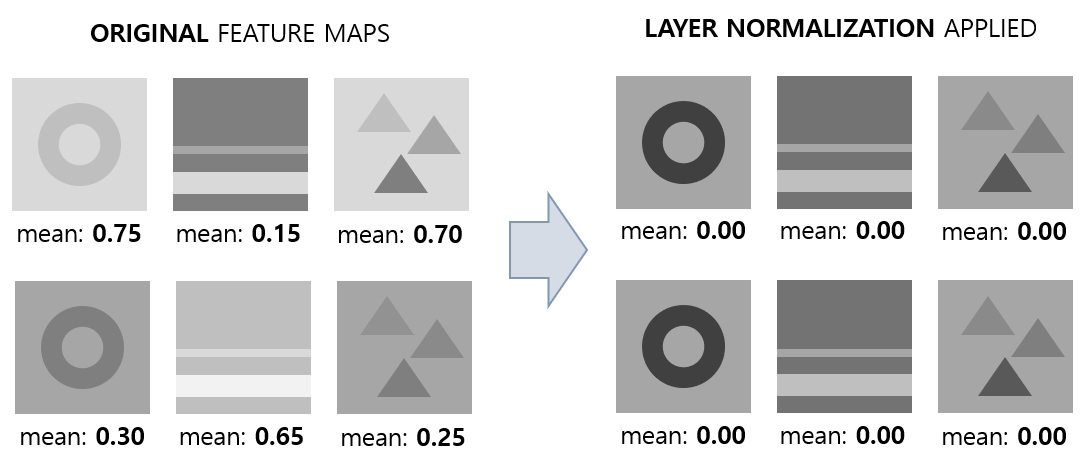 ORIGINAL FEATURE MAPS
mean: 0.75 mean: 0.15 mean: 0.70
mean: 0.30 mean: 0.65 mean: 0.25
LAYER NORMALIZATION APPLIED
mean: 0.00 mean: 0.00 mean: 0.00
mean: 0.00 mean: 0.00 mean: 0.00